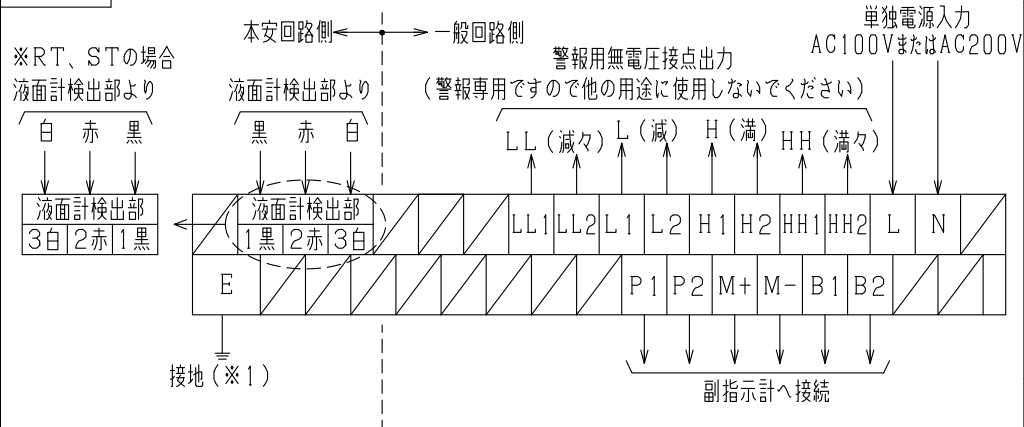 本安回路側 一般回路側
単独電源入力
AC100VまたはAC200V
※RT、STの場合
液面計検出部より
液面計検出部より
警報用無電圧接点出力
(警報専用ですので他の用途に使用しないでください)
白 赤 黒
黒 赤 白
LL(減々) L(減) H(満) HH(満々)
液面計検出部
3白 2赤 1黒
液面計検出部
1黒 2赤 3白
LL1 LL2 L1 L2 H1 H2 HH1 HH2 L N
E P1 P2 M+ M- B1 B2
接地(※1)
副指示計へ接続